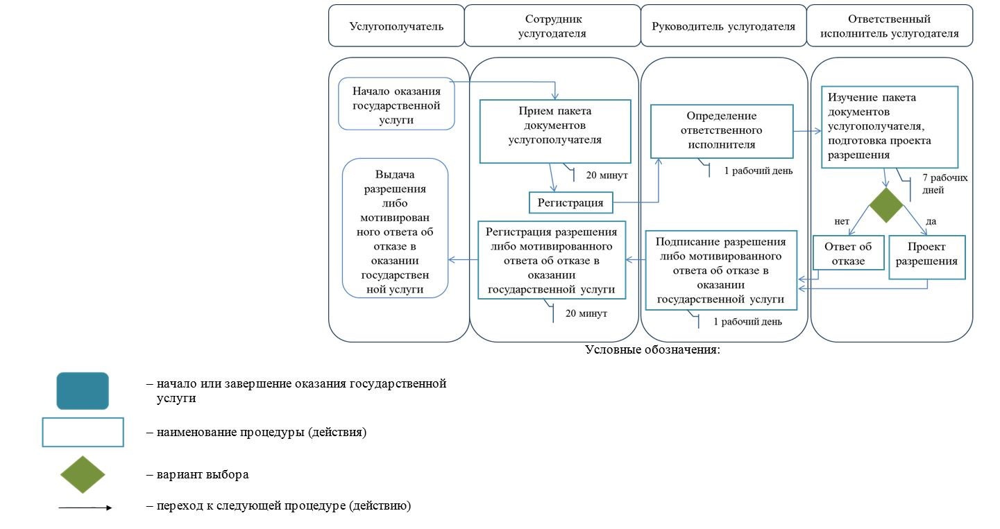 Услугополучатель
Сотрудник
услугодателя
Руководитель услугодателя
Ответственный
исполнитель услугодателя
Начало оказания
государственной
услуги
Прием пакета
документов
услугополучателя
20 минут
Регистрация
Определение
ответственного
исполнителя
1 рабочий день
Изучение пакета
документов
услугополучателя,
подготовка проекта
разрешения
7 рабочих
дней
нет
да
Ответ об
отказе
Проект
разрешения
Подписание разрешения
либо мотивированного
ответа об отказе в
оказании
государственной услуги
1 рабочий день
Регистрация разрешения
либо мотивированного
ответа об отказе в
оказании
государственной услуги
20 минут
Выдача
разрешения
либо
мотивирован
ного ответа об
отказе в
оказании
государствен
ной услуги
Условные обозначения:
– начало или завершение оказания государственной
услуги
– наименование процедуры (действия)
– вариант выбора
– переход к следующей процедуре (действию)